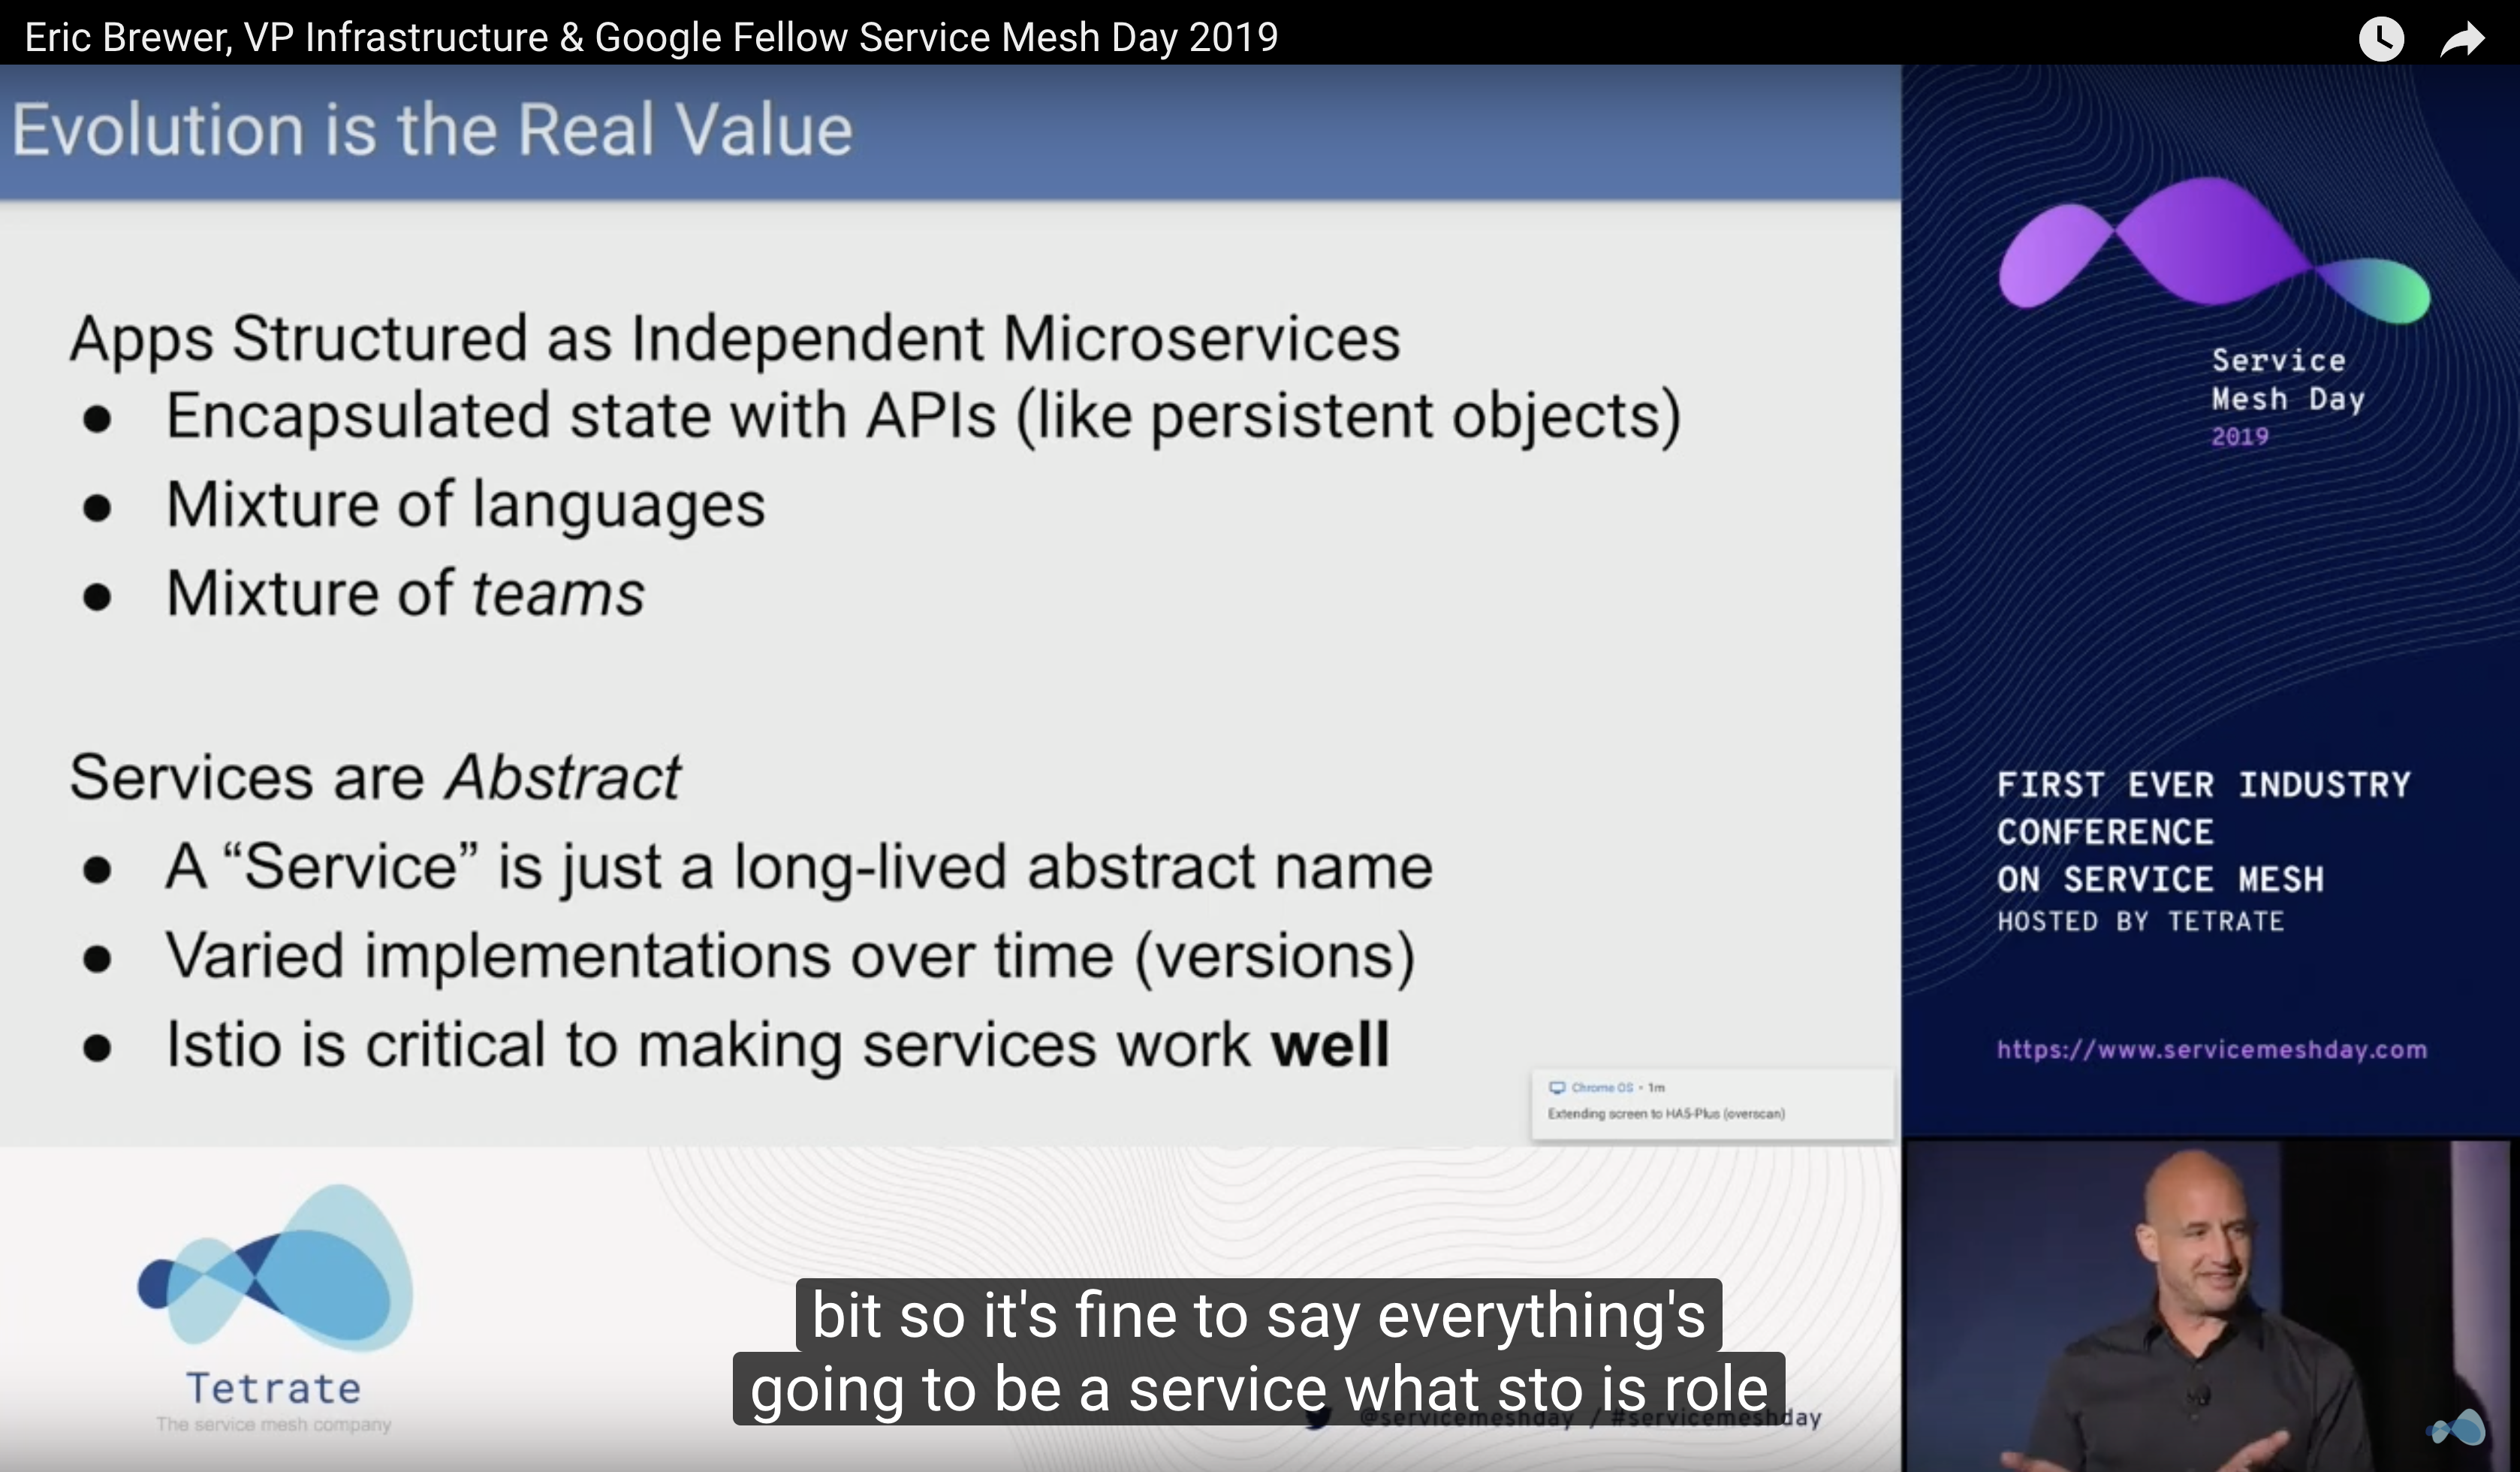 Eric Brewer, VP Infrastructure & Google Fellow Service Mesh Day 2019
Evolution is the Real Value
Apps Structured as Independent Microservices
● Encapsulated state with APIs (like persistent objects)
● Mixture of languages
● Mixture of teams
Services are Abstract
● A “Service” is just a long-lived abstract name
● Varied implementations over time (versions)
● Istio is critical to making services work well
Chrome OS • 1m
Extending screen to HAS-Plus (overscan)
Service
Mesh Day
2019
FIRST EVER INDUSTRY
CONFERENCE
ON SERVICE MESH
HOSTED BY TETRATE
https://www.servicemeshday.com
Tetrate
The service mesh company
bit so it's fine to say everything's
going to be a service what sto is role
@servicemeshday / #servicemeshday